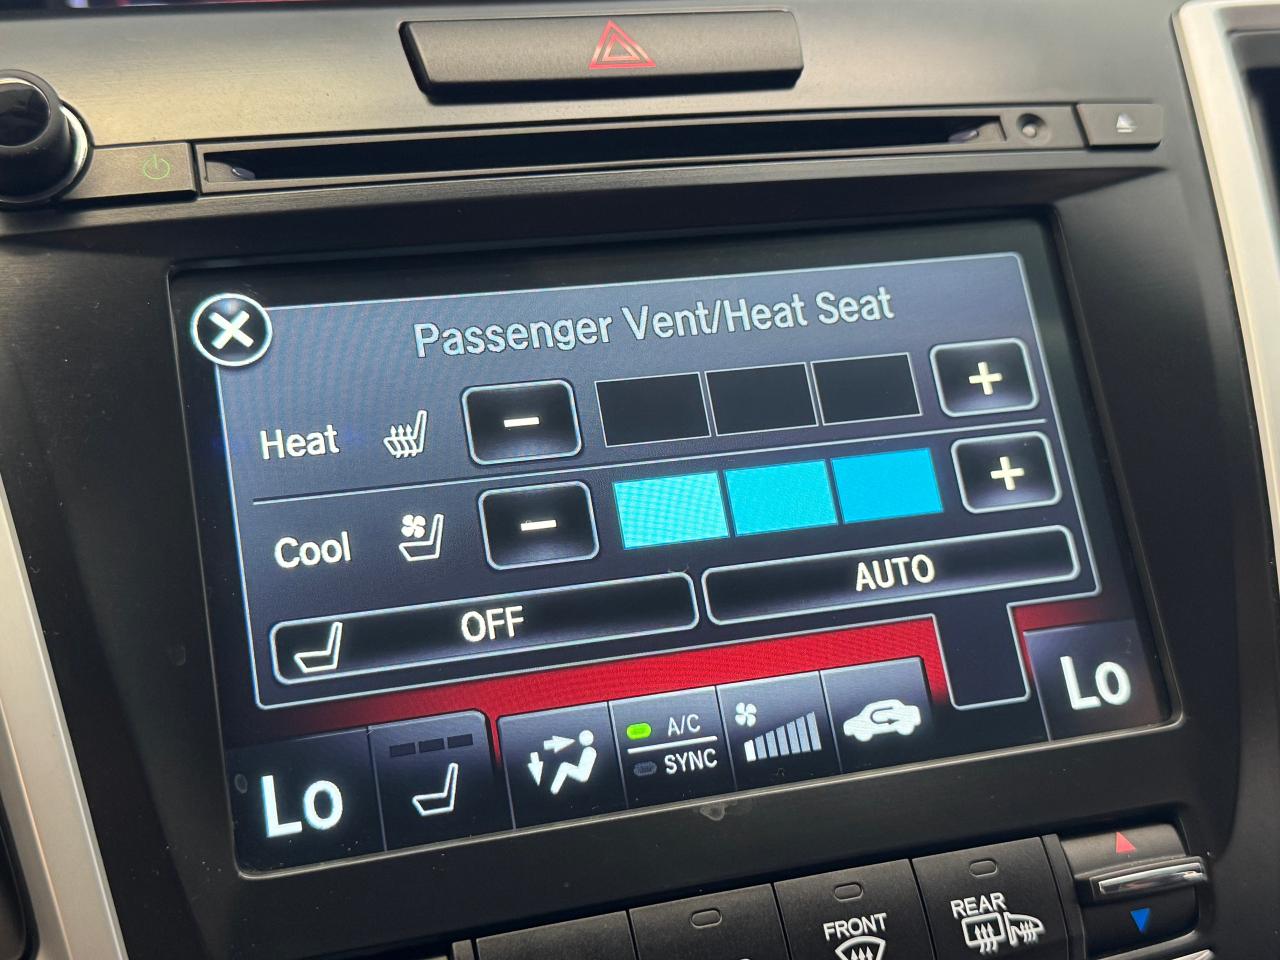 Passenger Vent/Heat Seat
Heat
Cool
OFF
AUTO
Lo
A/C
SYNC
Lo
FRONT
REAR